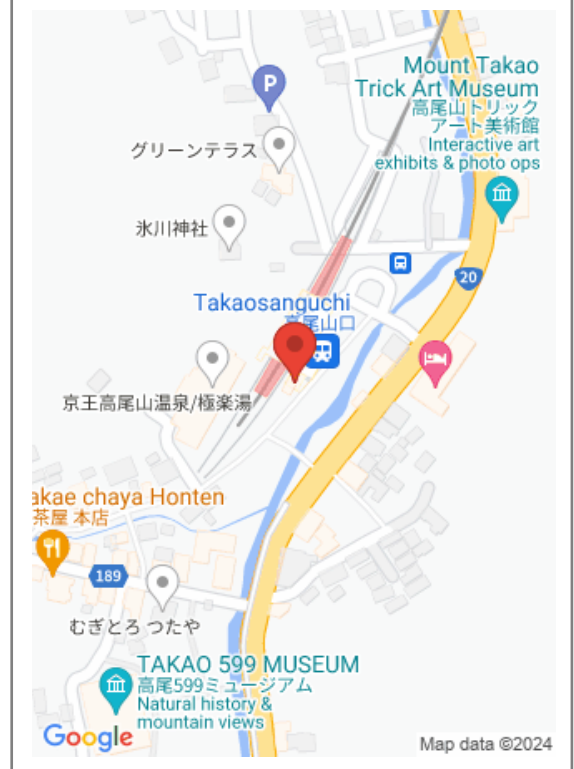 Mount Takao
Trick Art Museum
高尾山トリック
アート美術館
Interactive art
exhibits & photo ops
P
グリーンテラス
氷川神社
20
Takaosanguchi
高尾山口
京王高尾山温泉/極楽湯
akae chaya Honten
茶屋 本店
189
むぎとろ つたや
TAKAO 599 MUSEUM
高尾599ミュージアム
Natural history &
mountain views
Google
Map data ©2024